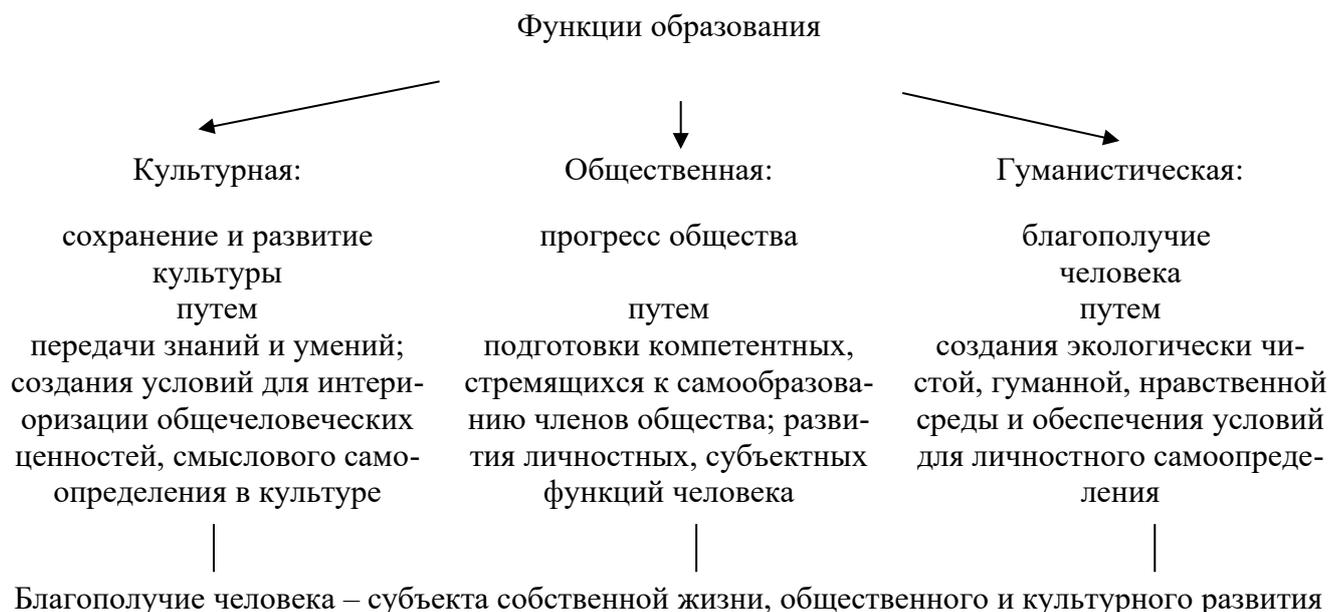 Функции образования
Культурная:
сохранение и развитие
культуры
путем
передачи знаний и умений;
создания условий для интери-
оризации общечеловеческих
ценностей, смыслового само-
определения в культуре
Общественная:
прогресс общества
путем
подготовки компетентных,
стремящихся к самообразова-
нию членов общества; разви-
тия личностных, субъектных
функций человека
Гуманистическая:
благополучие
человека
путем
создания экологически чи-
стой, гуманной, нравственной
среды и обеспечения условий
для личностного самоопреде-
ления
Благополучие человека – субъекта собственной жизни, общественного и культурного развития